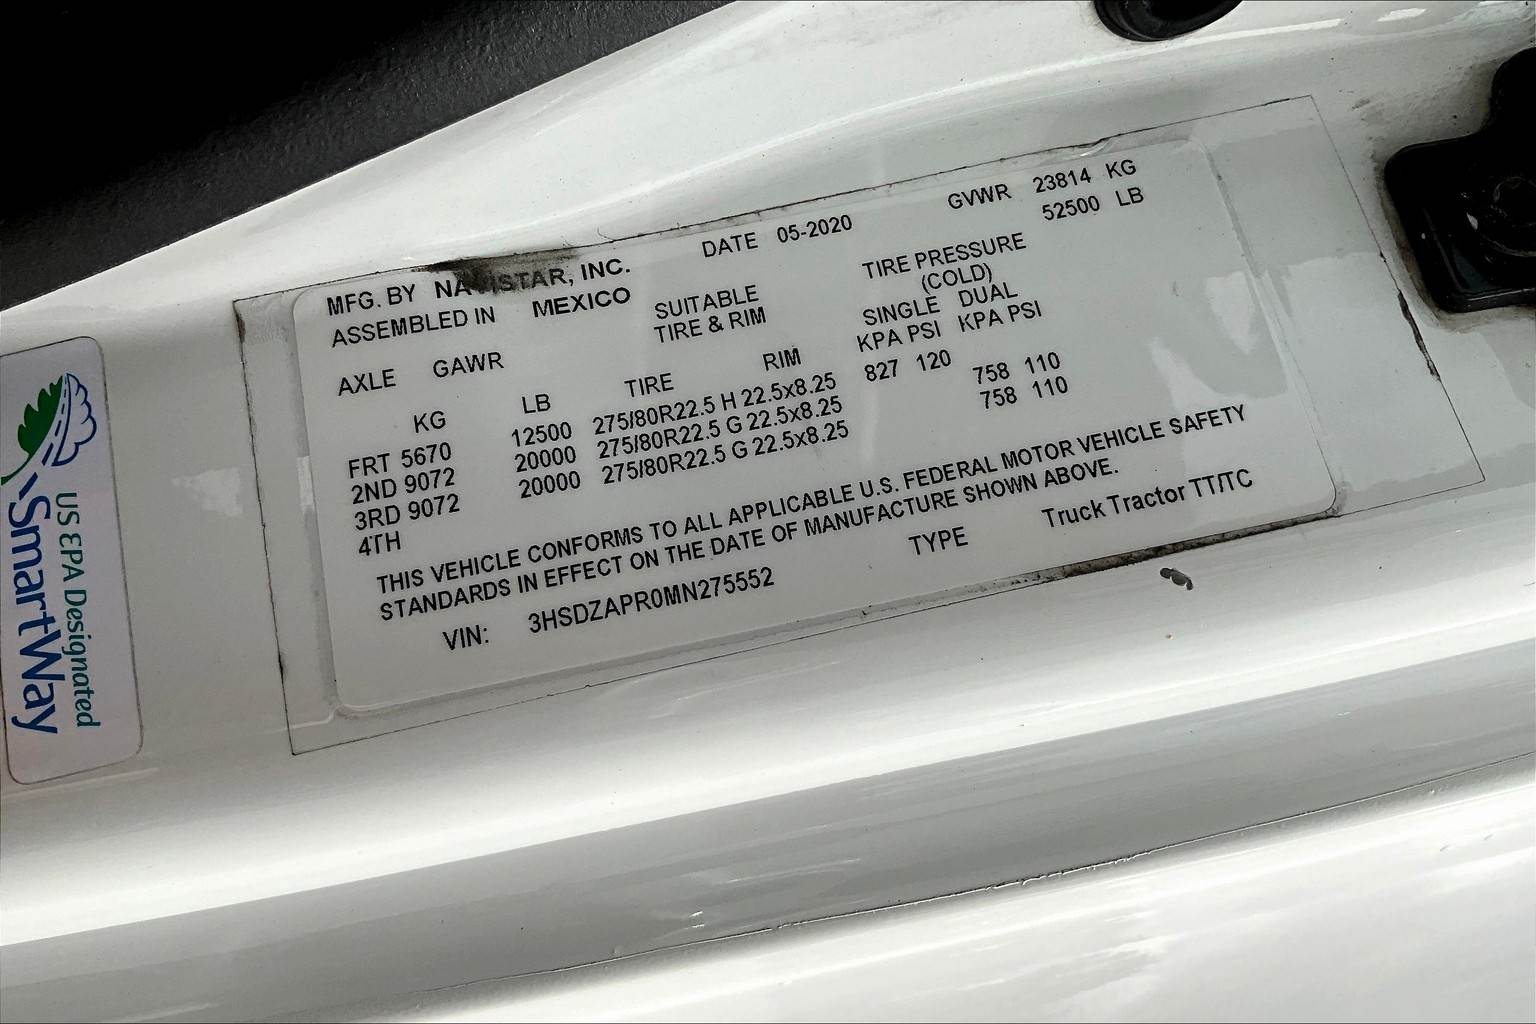 MFG. BY NAVISTAR, INC. DATE 05-2020 GVWR 23814 KG
ASSEMBLED IN MEXICO 52500 LB
SUITABLE TIRE PRESSURE
TIRE & RIM (COLD)
AXLE GAWR SINGLE DUAL
KG LB TIRE RIM KPA PSI KPA PSI
FRT 5670 12500 275/80R22.5 H 22.5x8.25 827 120
2ND 9072 20000 275/80R22.5 G 22.5x8.25 758 110
3RD 9072 20000 275/80R22.5 G 22.5x8.25 758 110
4TH
THIS VEHICLE CONFORMS TO ALL APPLICABLE U.S. FEDERAL MOTOR VEHICLE SAFETY
STANDARDS IN EFFECT ON THE DATE OF MANUFACTURE SHOWN ABOVE.
VIN: 3HSDZAPR0MN275552 TYPE Truck Tractor TT/TC
US EPA Designated
SmartWay